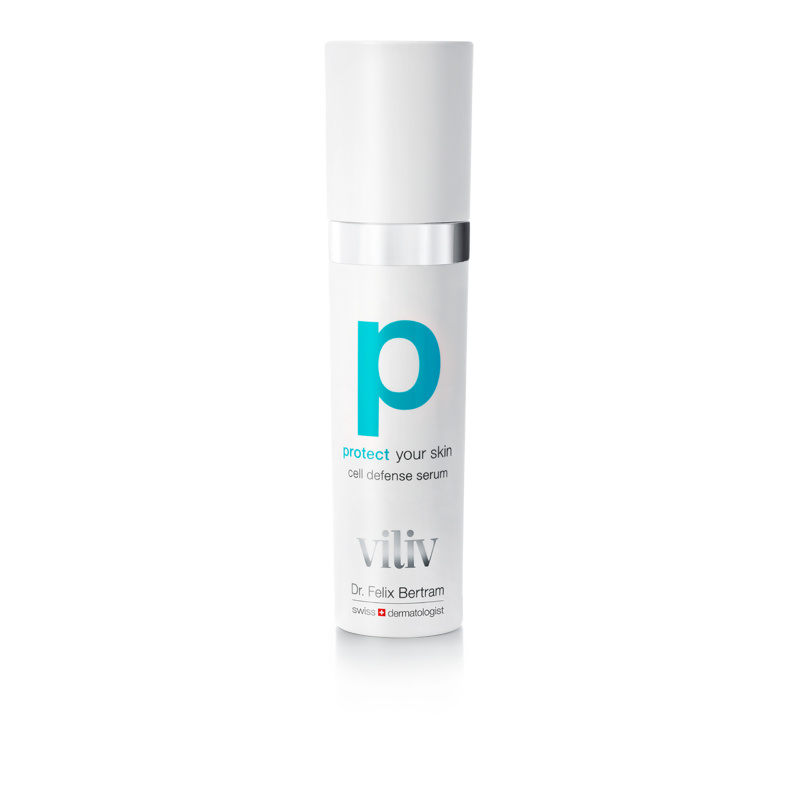 p
protect your skin
cell defense serum
viliv
Dr. Felix Bertram
swiss dermatologist